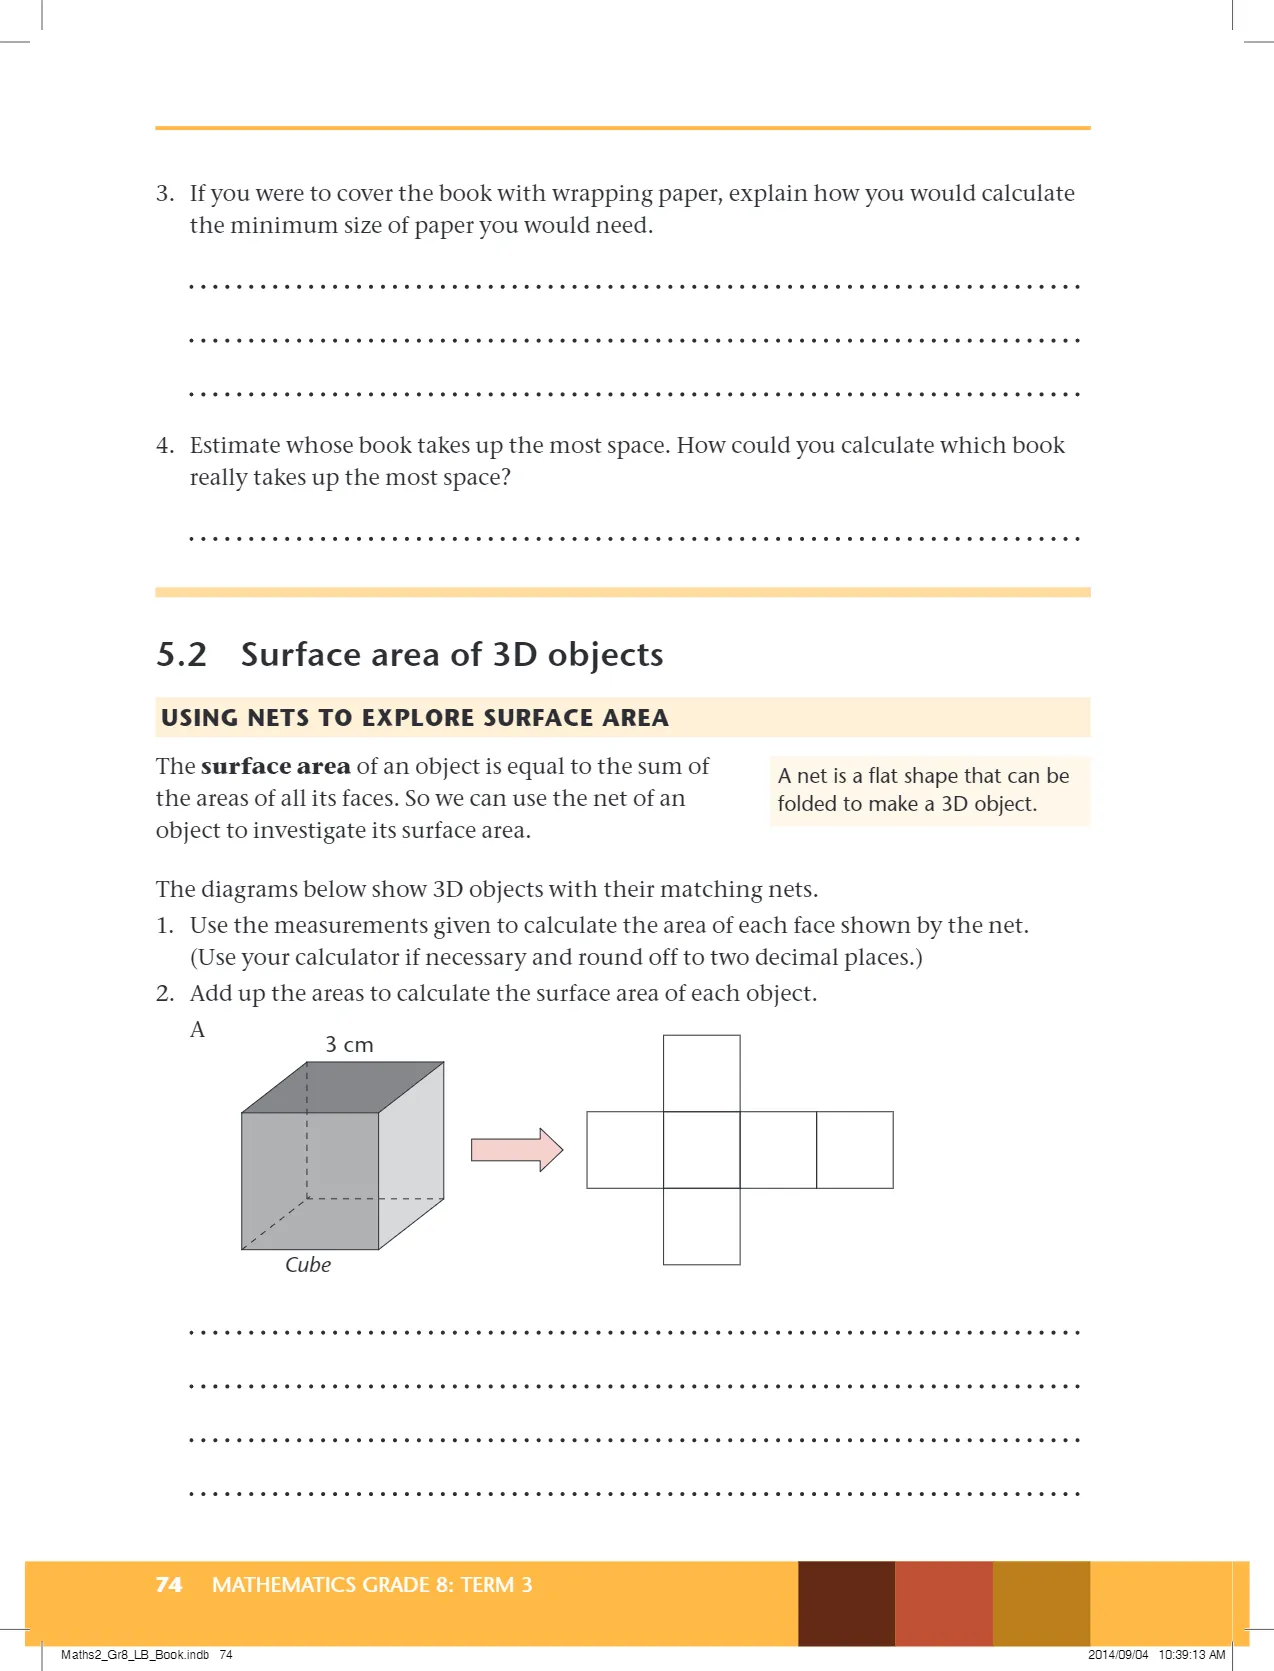 3. If you were to cover the book with wrapping paper, explain how you would calculate
the minimum size of paper you would need.
4. Estimate whose book takes up the most space. How could you calculate which book
really takes up the most space?
5.2 Surface area of 3D objects
USING NETS TO EXPLORE SURFACE AREA
The surface area of an object is equal to the sum of
the areas of all its faces. So we can use the net of an
object to investigate its surface area.
A net is a flat shape that can be
folded to make a 3D object.
The diagrams below show 3D objects with their matching nets.
1. Use the measurements given to calculate the area of each face shown by the net.
(Use your calculator if necessary and round off to two decimal places.)
2. Add up the areas to calculate the surface area of each object.
A
3 cm
Cube
74 MATHEMATICS GRADE 8: TERM 3
Maths2_Gr8_LB_Book.indb 74
2014/09/04 10:39:13 AM